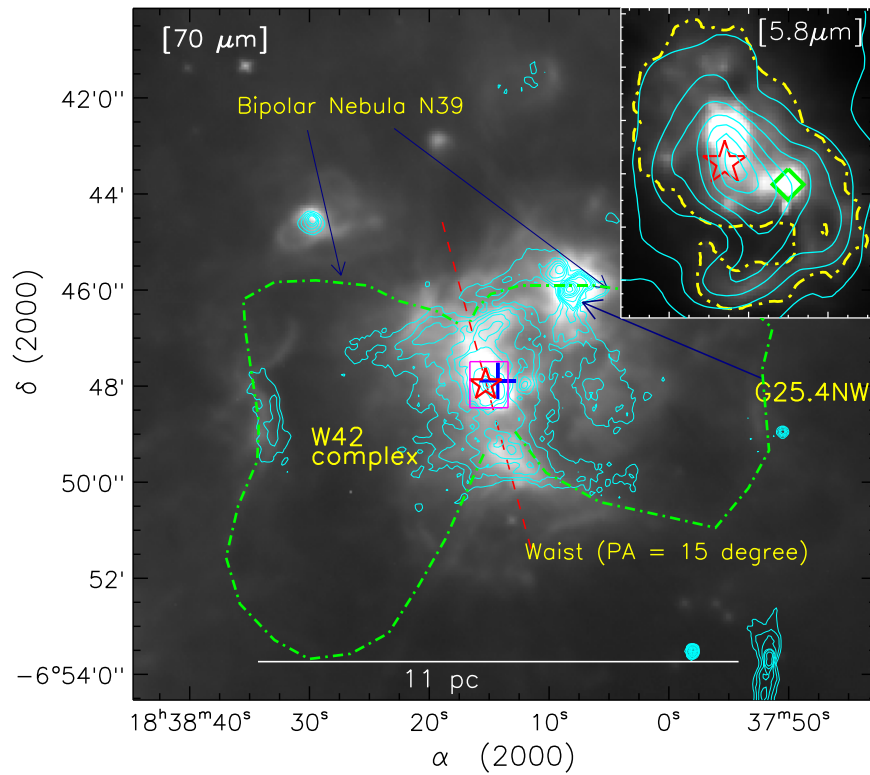 [70 μm]
[5.8μm]
Bipolar Nebula N39
G25.4NW
W42
complex
Waist (PA = 15 degree)
11 pc
42'0''
44'
46'0''
48'
50'0''
52'
−6°54'0''
δ (2000)
18ʰ38ᵐ40ˢ
30ˢ
20ˢ
10ˢ
0ˢ
37ᵐ50ˢ
α (2000)